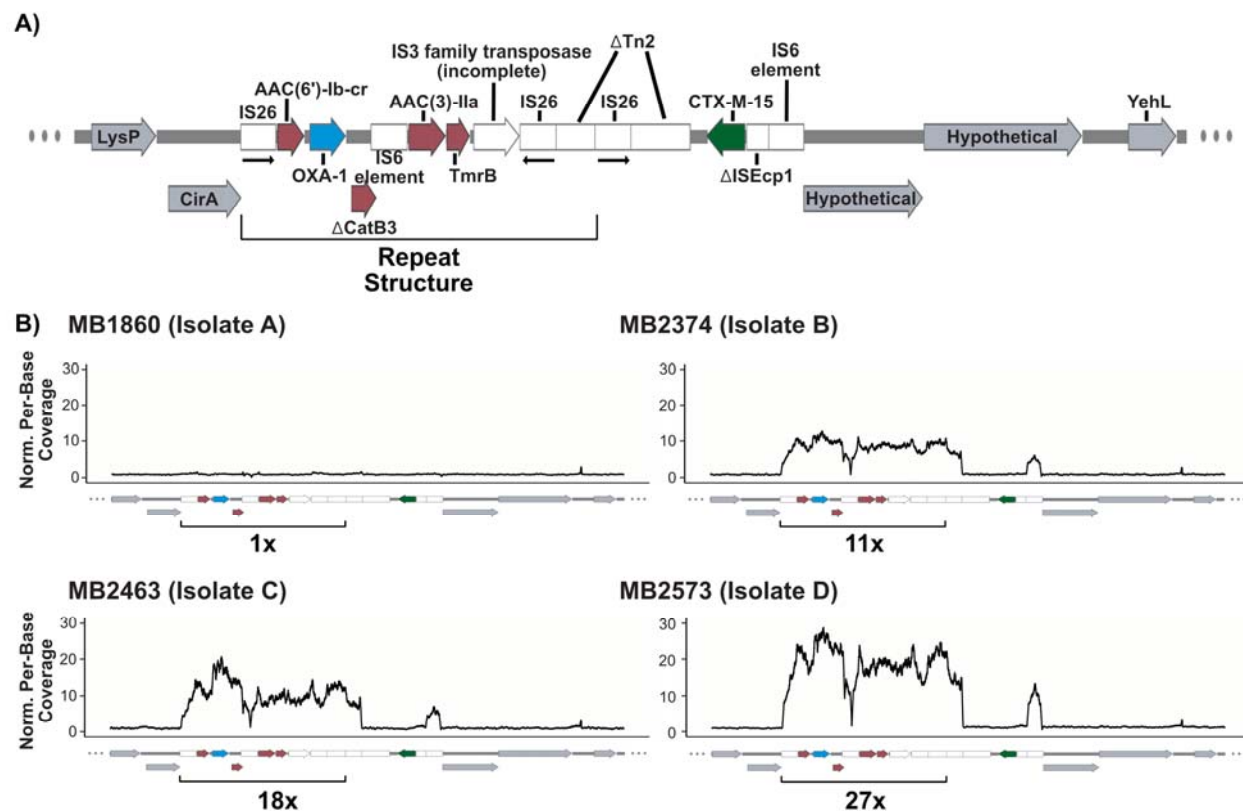 A)
IS3 family transposase
(incomplete)
ΔTn2
IS6
element
AAC(6')-Ib-cr
IS26
AAC(3)-IIa
IS26
IS26
CTX-M-15
YehL
LysP
Hypothetical
OXA-1
IS6
element
TmrB
ΔISEcp1
CirA
ΔCatB3
Hypothetical
Repeat
Structure
B)
MB1860 (Isolate A)
MB2374 (Isolate B)
Norm. Per-Base
Coverage
30
20
10
0
30
20
10
0
1x
11x
MB2463 (Isolate C)
MB2573 (Isolate D)
Norm. Per-Base
Coverage
30
20
10
0
30
20
10
0
18x
27x